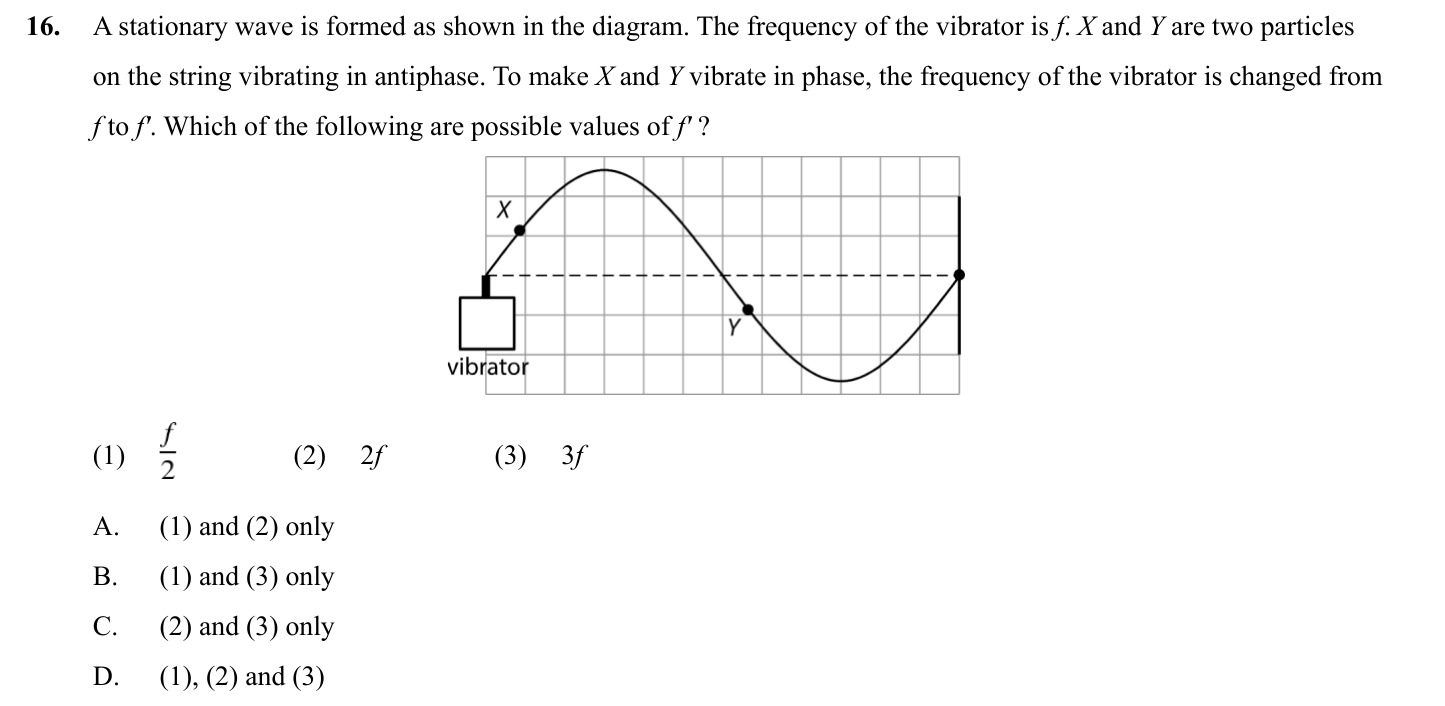 16. A stationary wave is formed as shown in the diagram. The frequency of the vibrator is f. X and Y are two particles
on the string vibrating in antiphase. To make X and Y vibrate in phase, the frequency of the vibrator is changed from
f to f'. Which of the following are possible values of f' ?
X
Y
vibrator
(1) f/2 (2) 2f (3) 3f
A. (1) and (2) only
B. (1) and (3) only
C. (2) and (3) only
D. (1), (2) and (3)